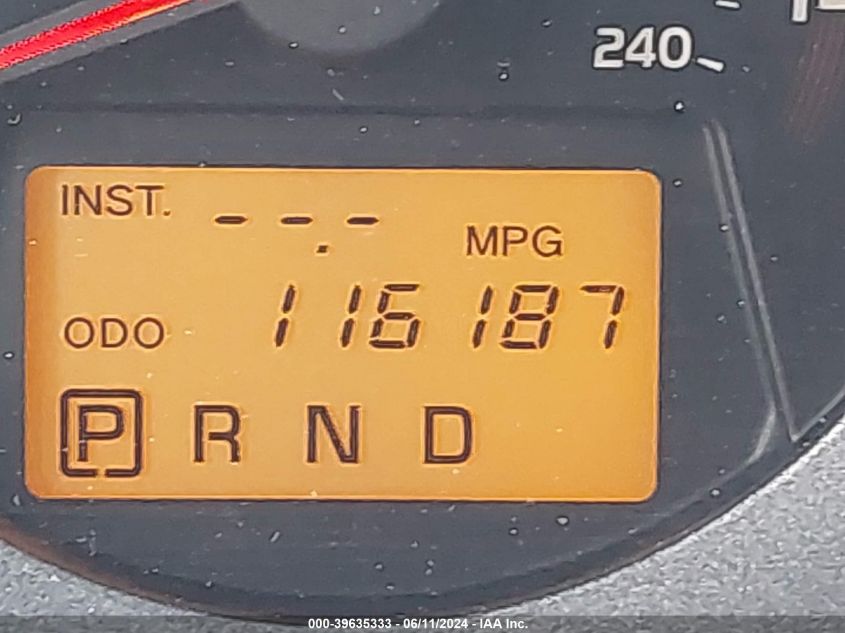 240
INST. --.- MPG
ODO 116187
P R N D
000-39635333 - 06/11/2024 - IAA Inc.